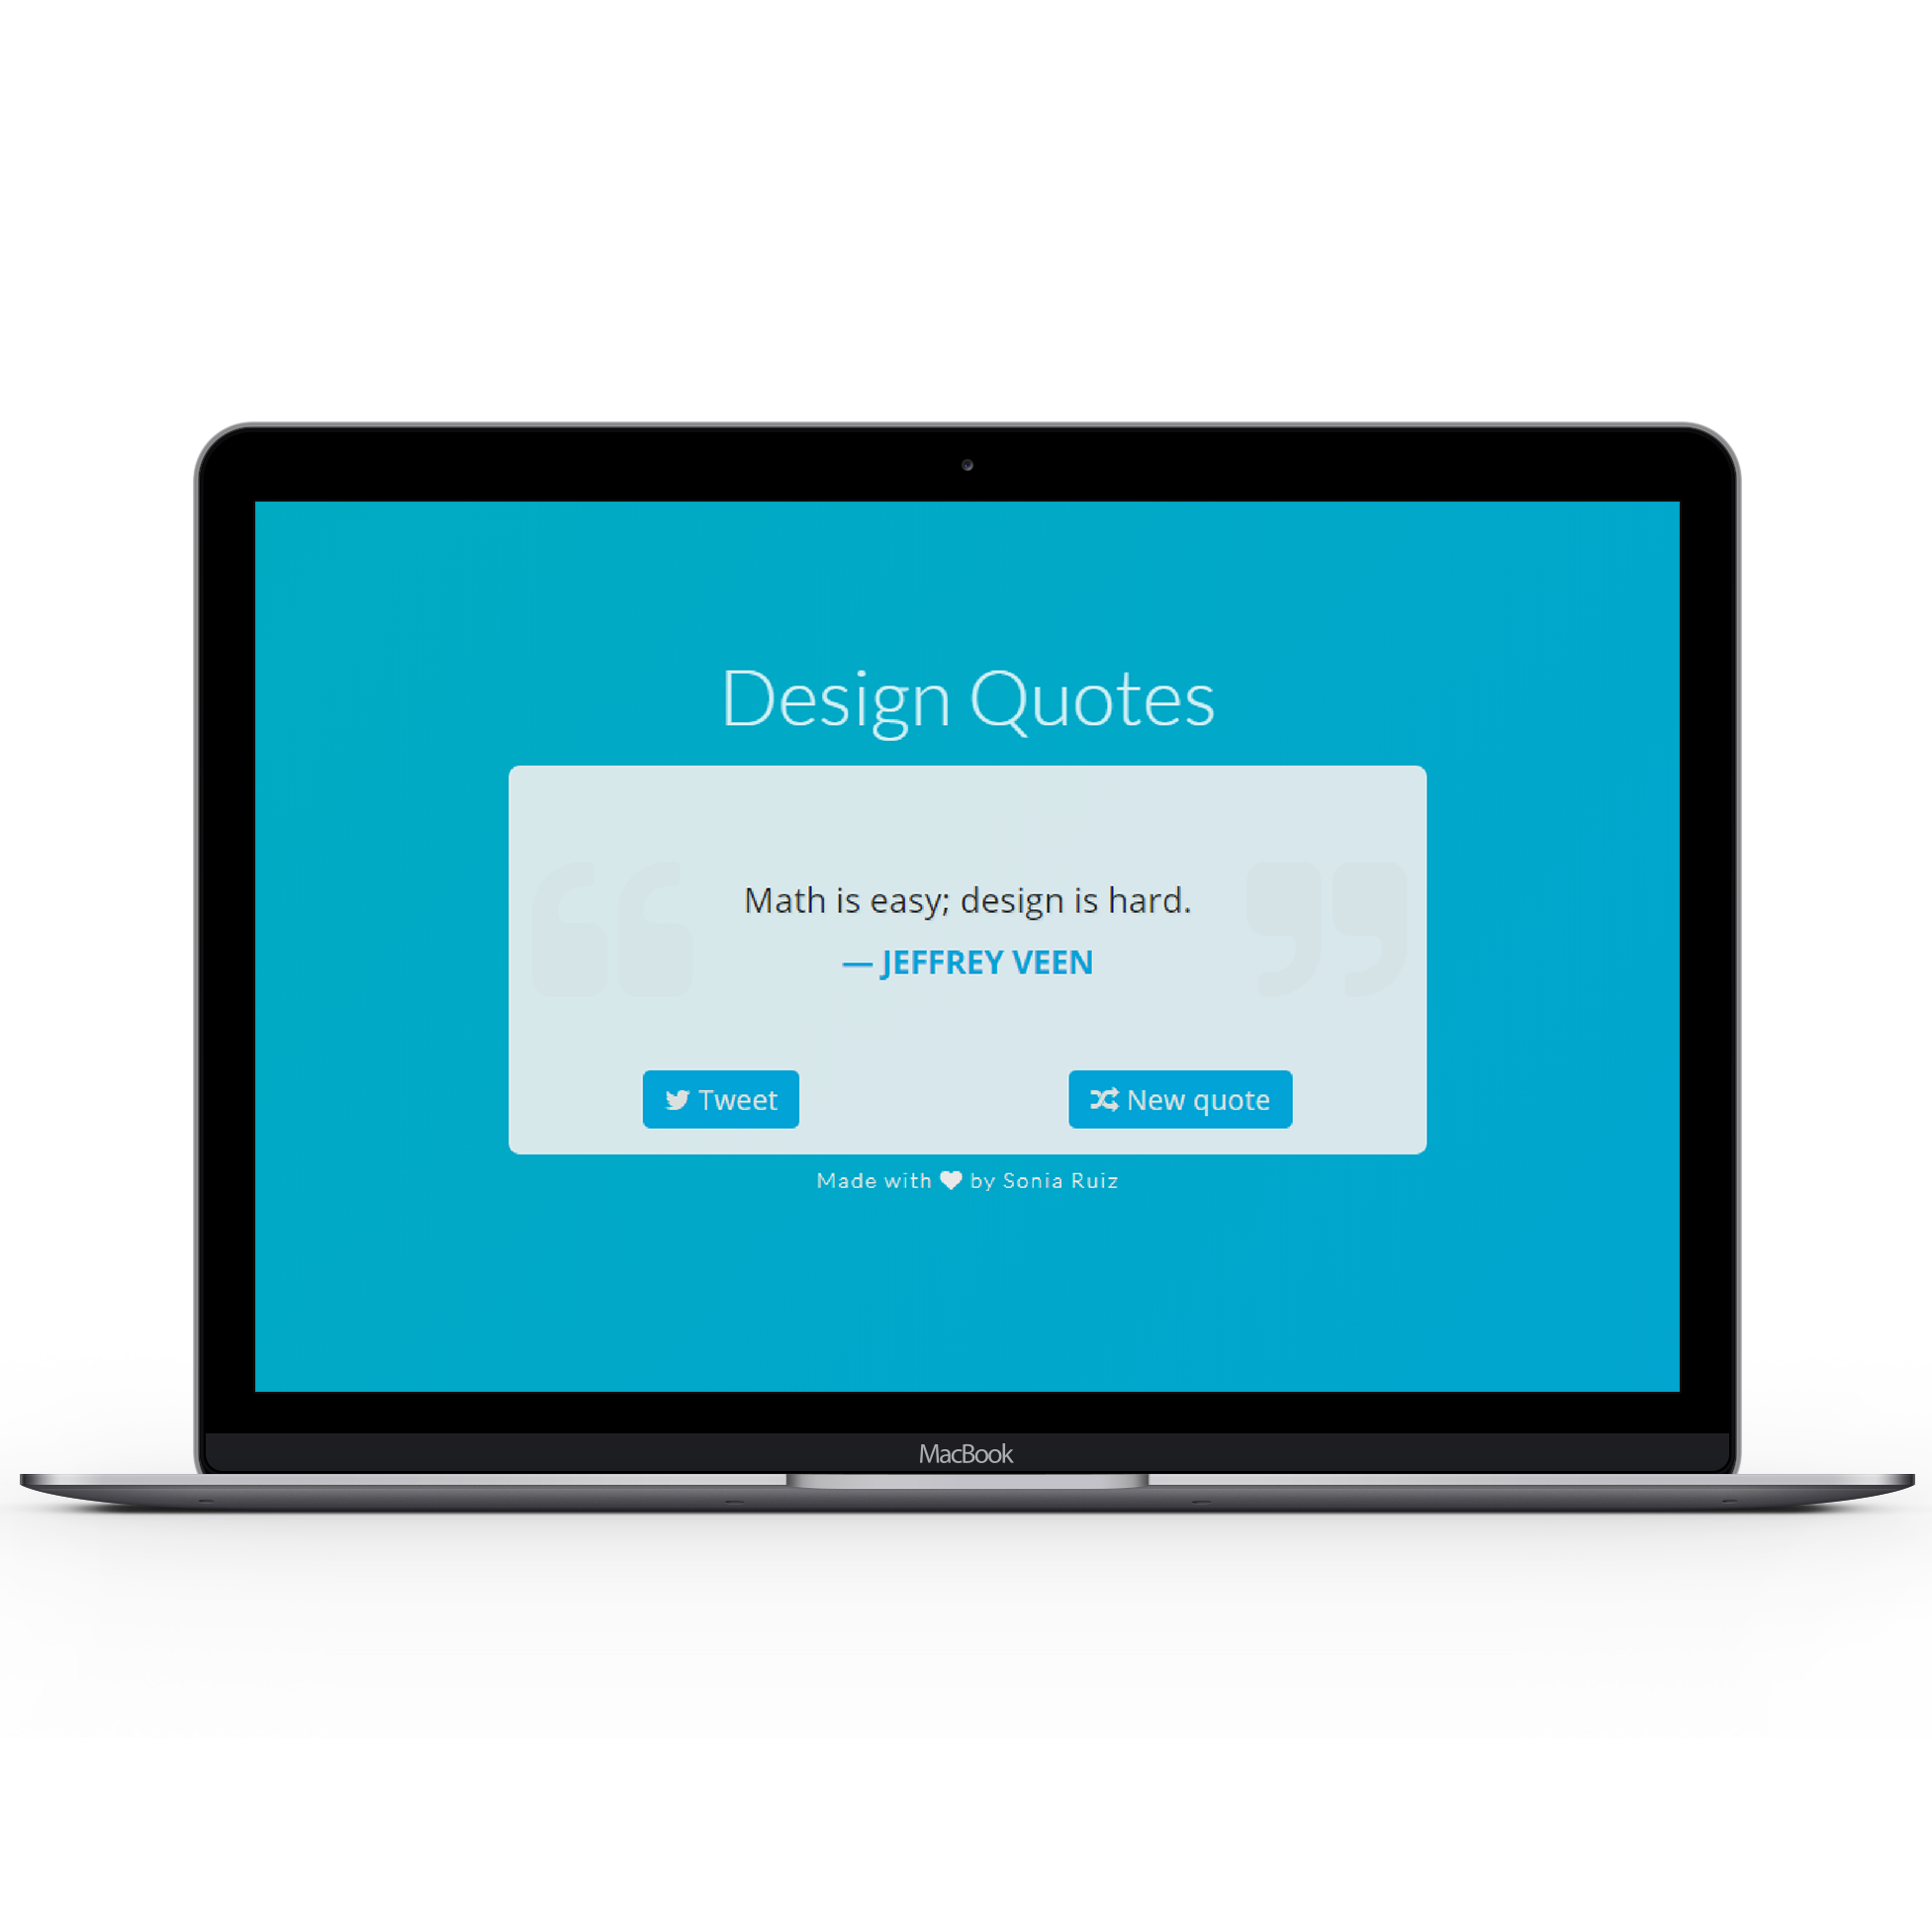 Design Quotes
Math is easy; design is hard.
— JEFFREY VEEN
Tweet
New quote
Made with ♥ by Sonia Ruiz
MacBook